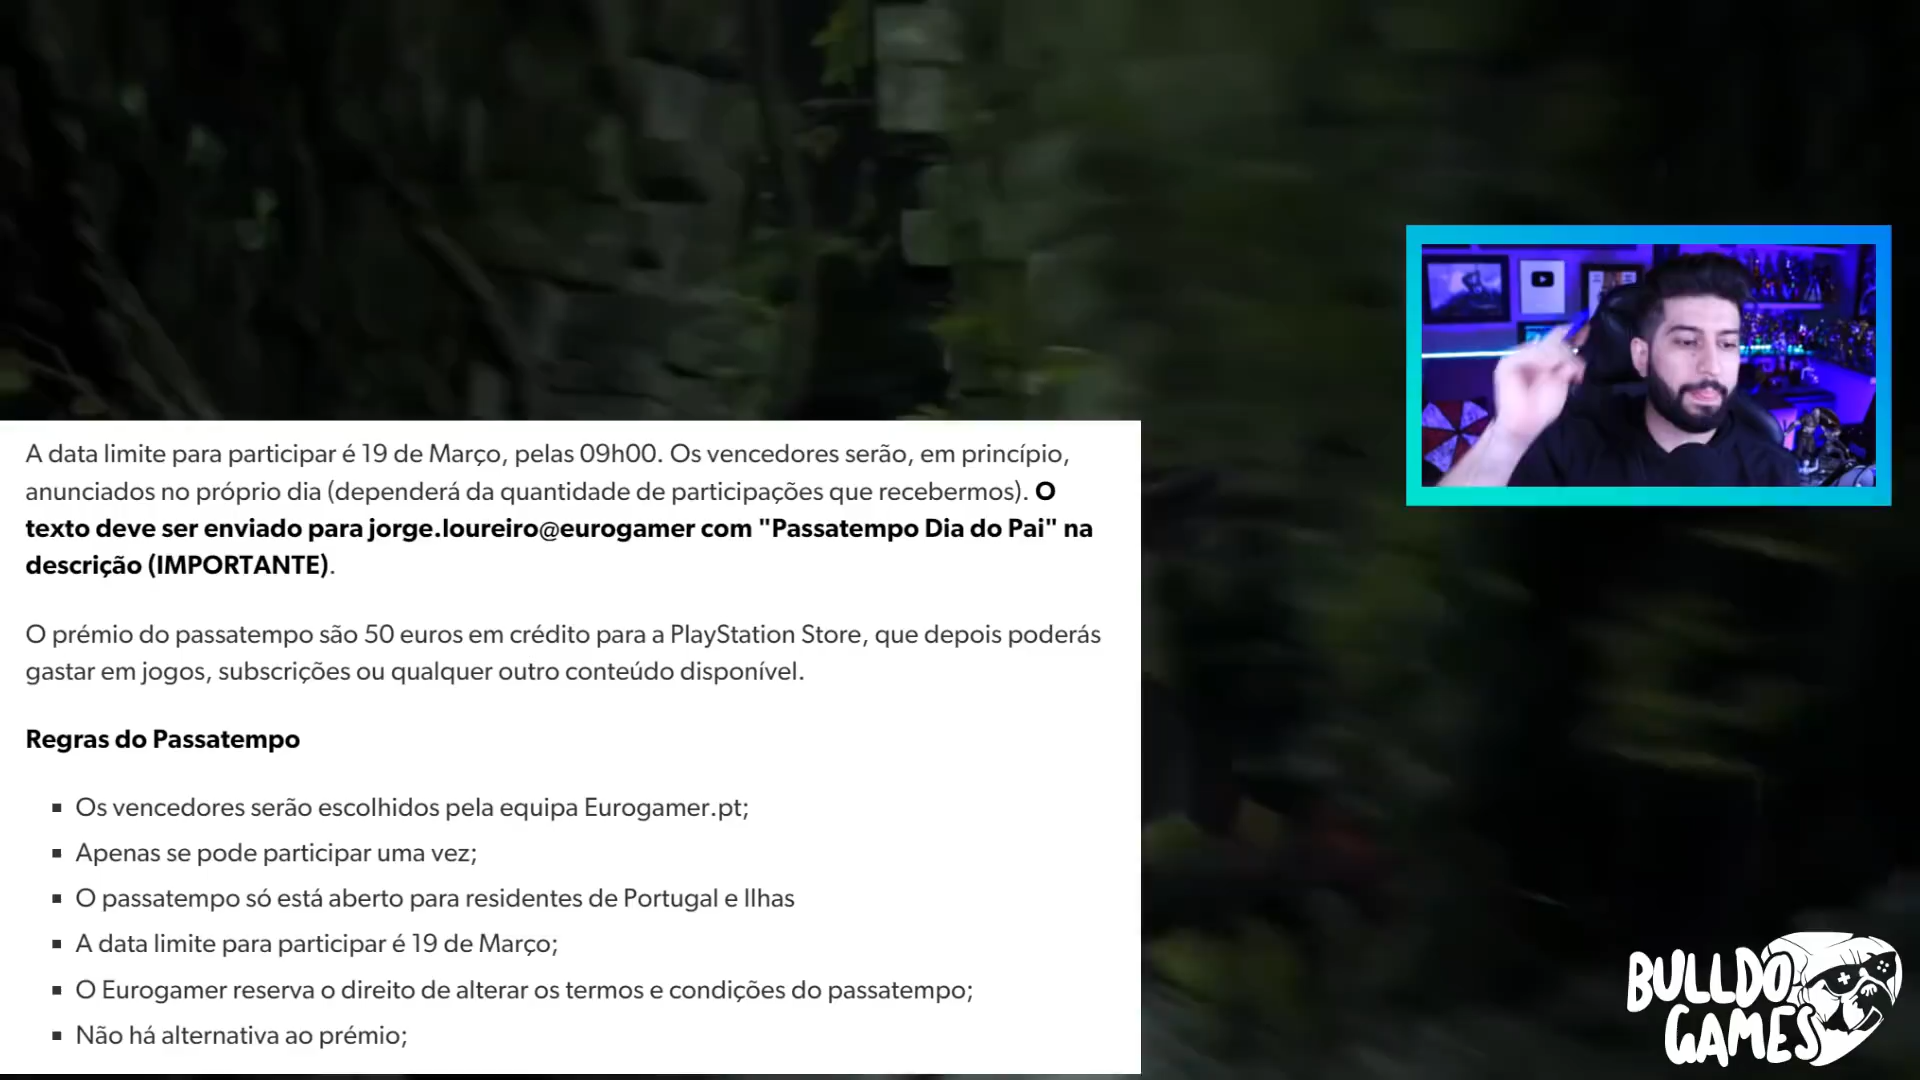 A data limite para participar é 19 de Março, pelas 09h00. Os vencedores serão, em princípio,
anunciados no próprio dia (dependerá da quantidade de participações que recebermos). O
texto deve ser enviado para jorge.loureiro@eurogamer com "Passatempo Dia do Pai" na
descrição (IMPORTANTE).
O prémio do passatempo são 50 euros em crédito para a PlayStation Store, que depois poderás
gastar em jogos, subscrições ou qualquer outro conteúdo disponível.
Regras do Passatempo
Os vencedores serão escolhidos pela equipa Eurogamer.pt;
Apenas se pode participar uma vez;
O passatempo só está aberto para residentes de Portugal e Ilhas
A data limite para participar é 19 de Março;
O Eurogamer reserva o direito de alterar os termos e condições do passatempo;
Não há alternativa ao prémio;
BULLDO
GAMES